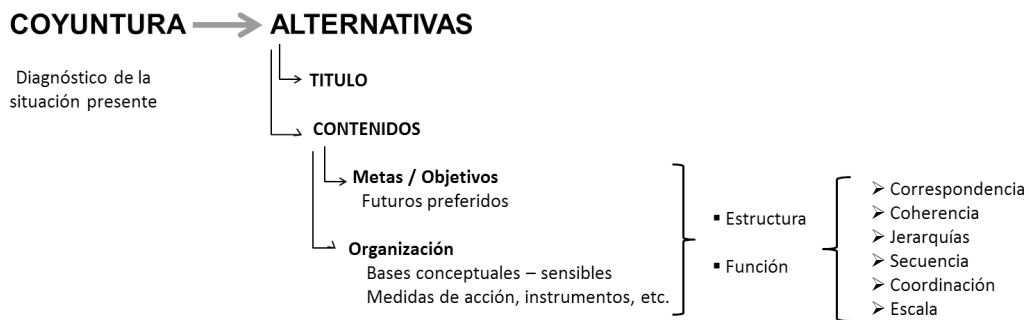 COYUNTURA ALTERNATIVAS
Diagnóstico de la
situación presente
TITULO
CONTENIDOS
Metas / Objetivos
Futuros preferidos
Organización
Bases conceptuales – sensibles
Medidas de acción, instrumentos, etc.
Estructura
Función
Correspondencia
Coherencia
Jerarquías
Secuencia
Coordinación
Escala